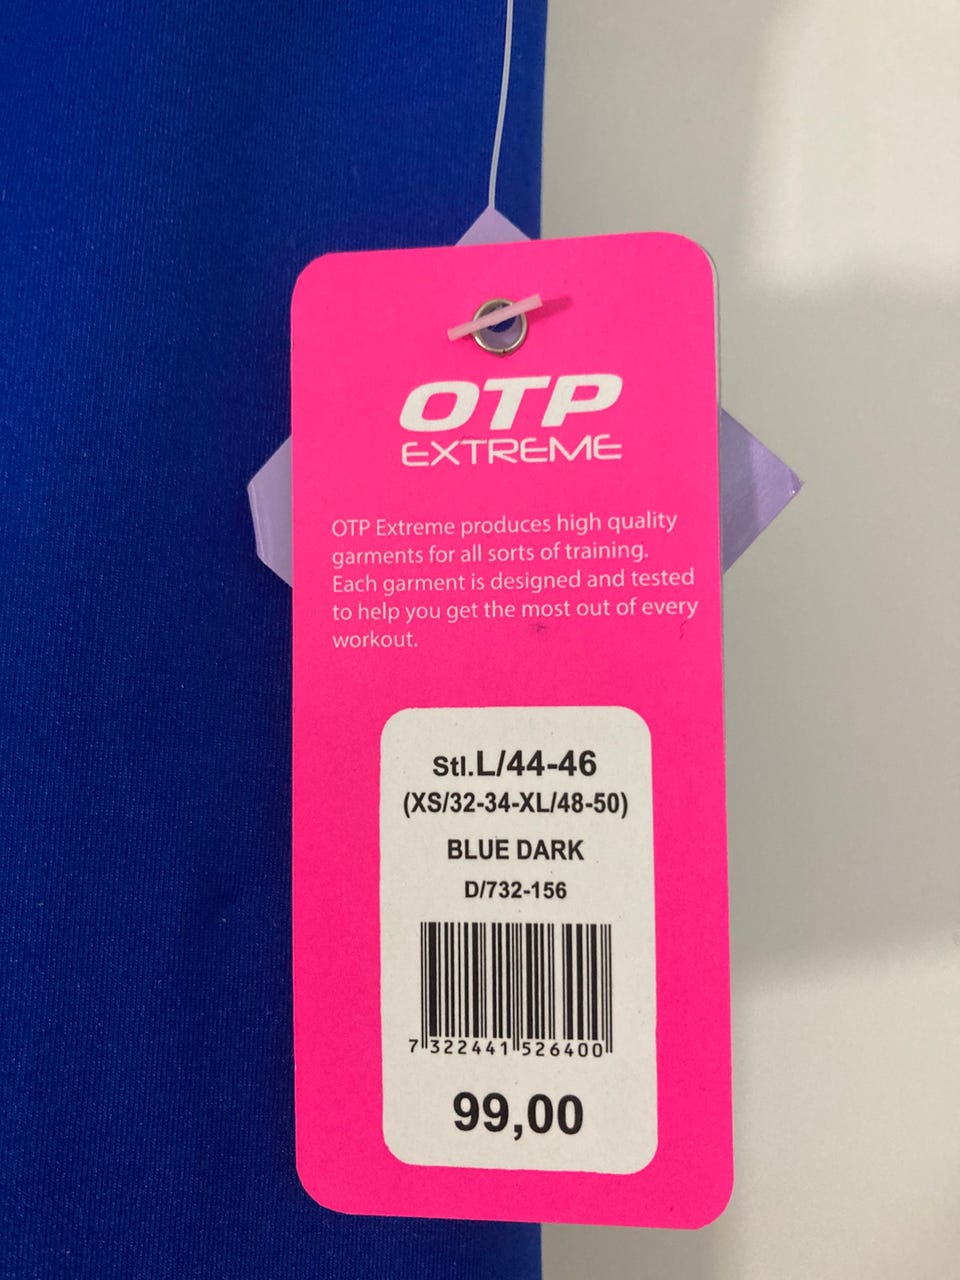 OTP
EXTREME
OTP Extreme produces high quality
garments for all sorts of training.
Each garment is designed and tested
to help you get the most out of every
workout.
Stl.L/44-46
(XS/32-34-XL/48-50)
BLUE DARK
D/732-156
7 322441 526400
99,00